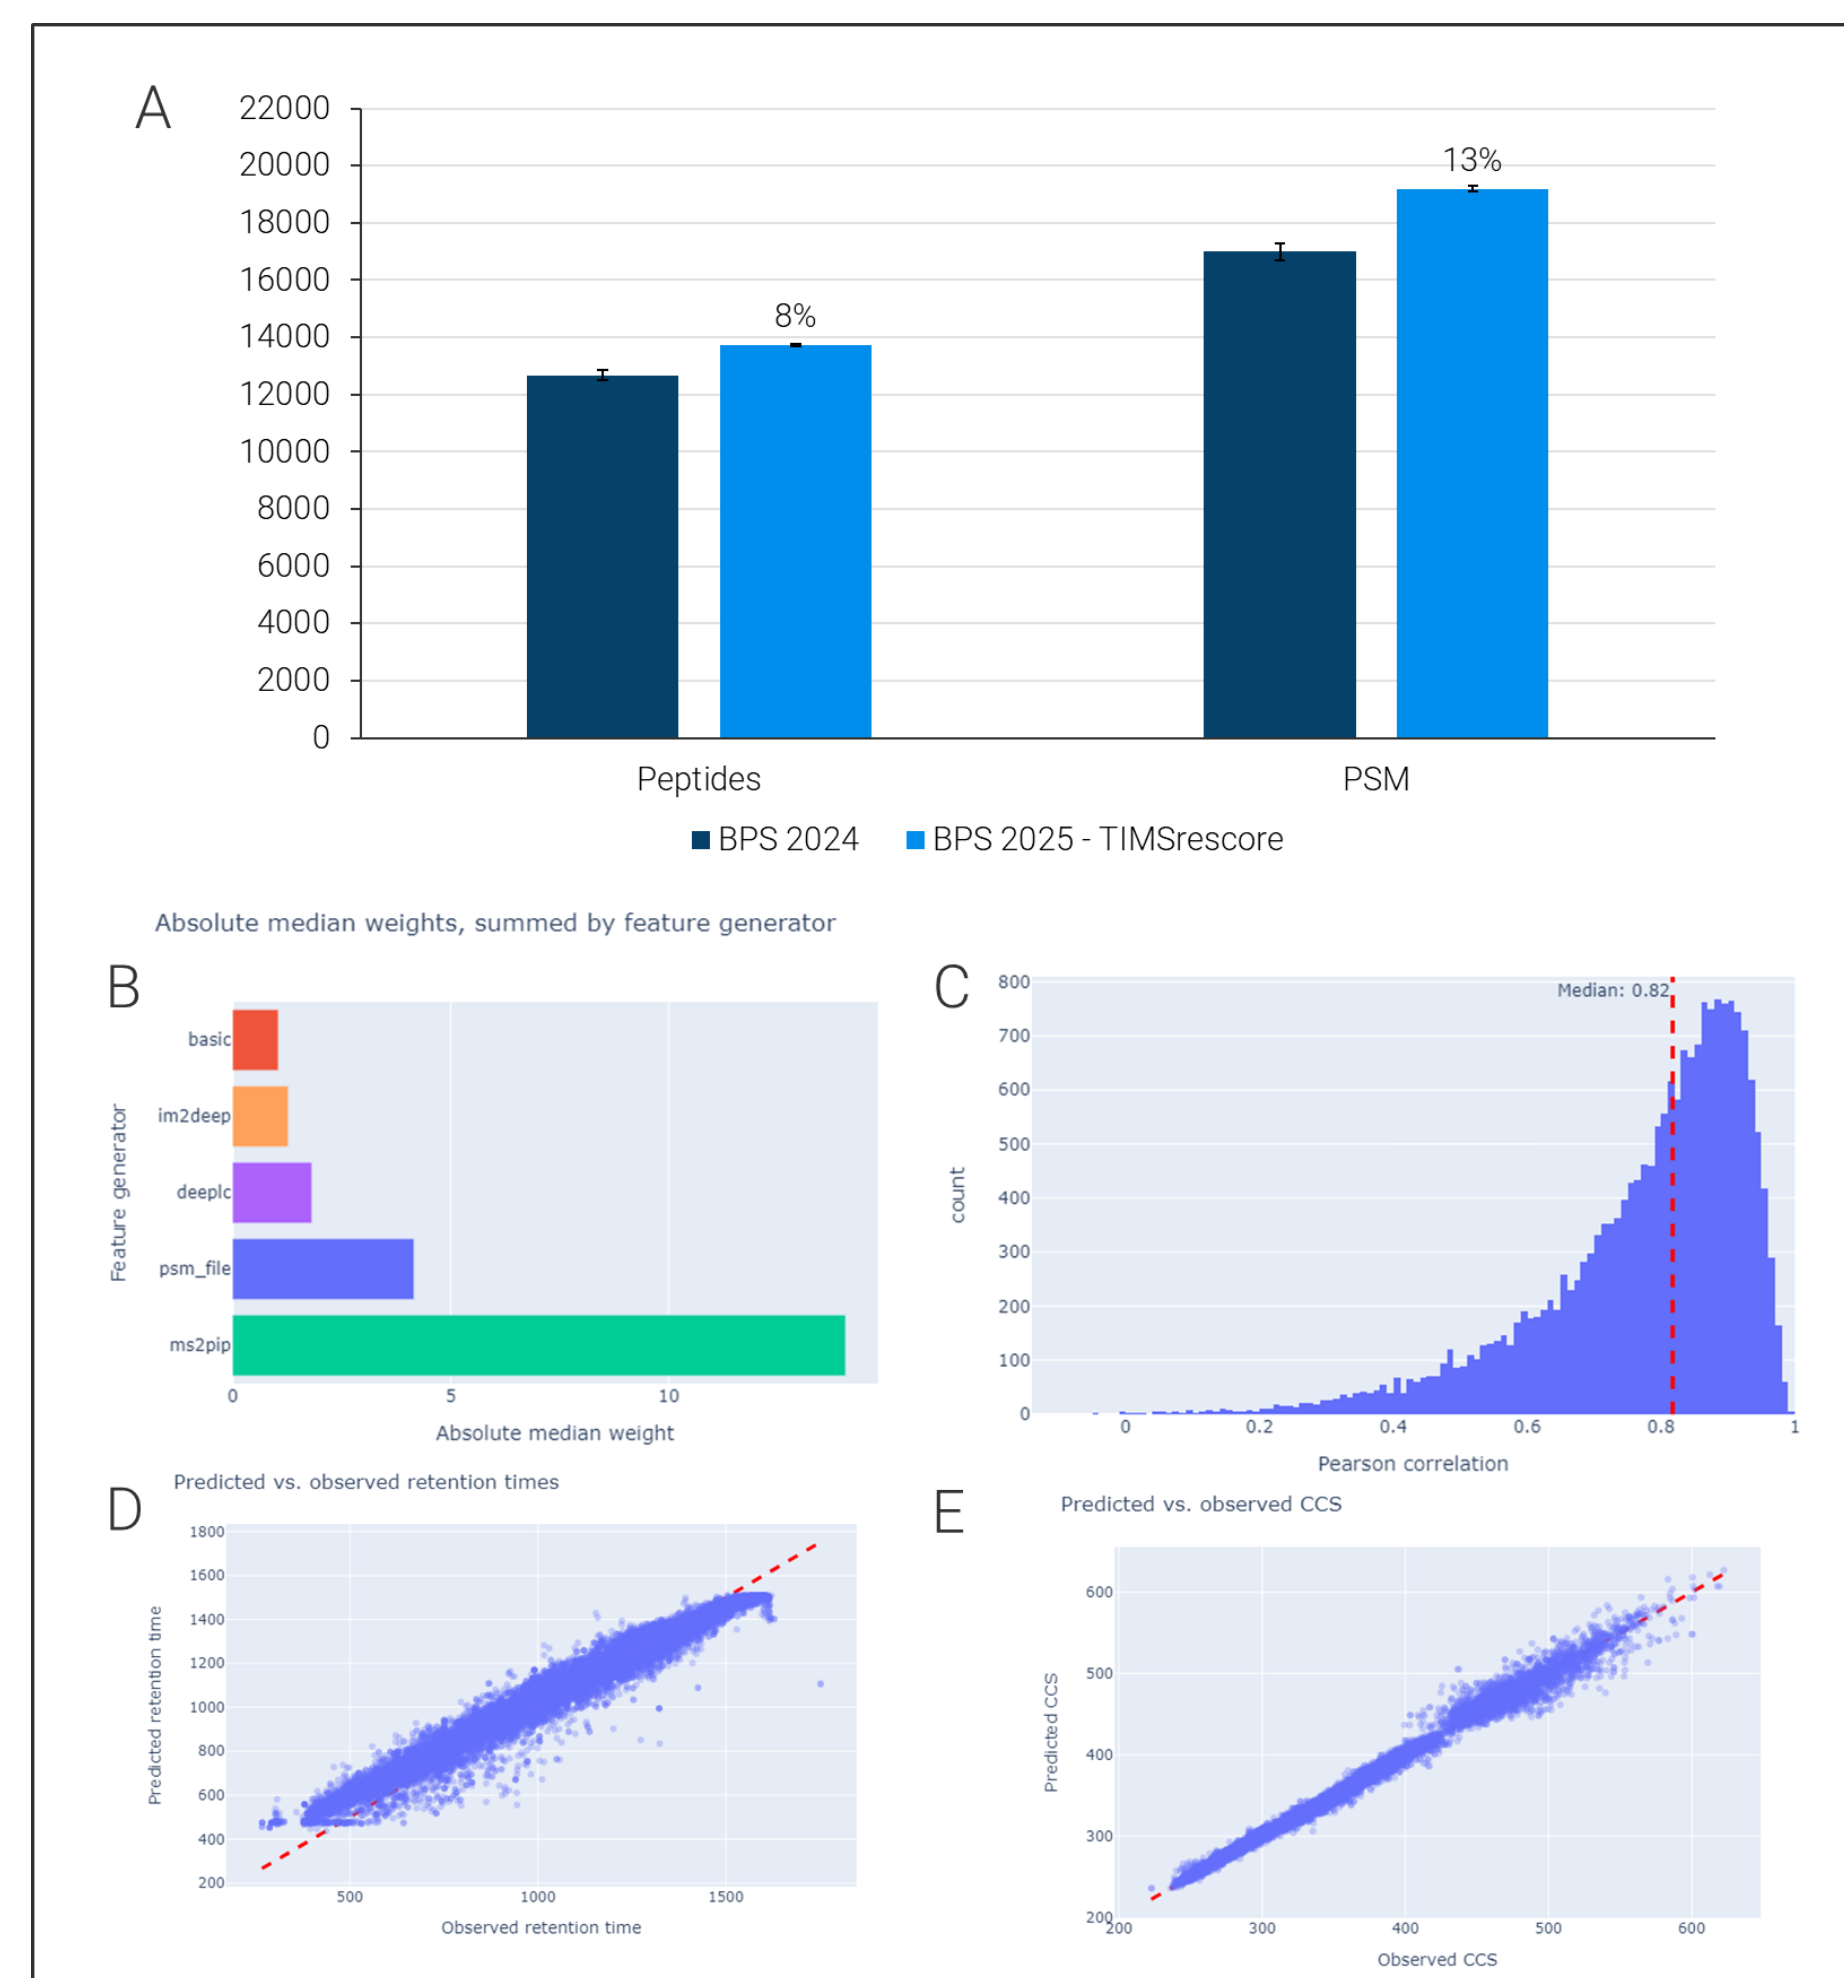 A
22000
20000
18000
16000
14000
12000
10000
8000
6000
4000
2000
0
8%
13%
Peptides
PSM
BPS 2024
BPS 2025 - TIMSrescore
Absolute median weights, summed by feature generator
B
Feature generator
basic
im2deep
deeplc
psm_file
ms2pip
0 5 10
Absolute median weight
C
count
800
700
600
500
400
300
200
100
0
Median: 0.82
0 0.2 0.4 0.6 0.8 1
Pearson correlation
D
Predicted vs. observed retention times
Predicted retention time
1800
1600
1400
1200
1000
800
600
400
200
500 1000 1500
Observed retention time
E
Predicted vs. observed CCS
Predicted CCS
600
500
400
300
200
200 300 400 500 600
Observed CCS